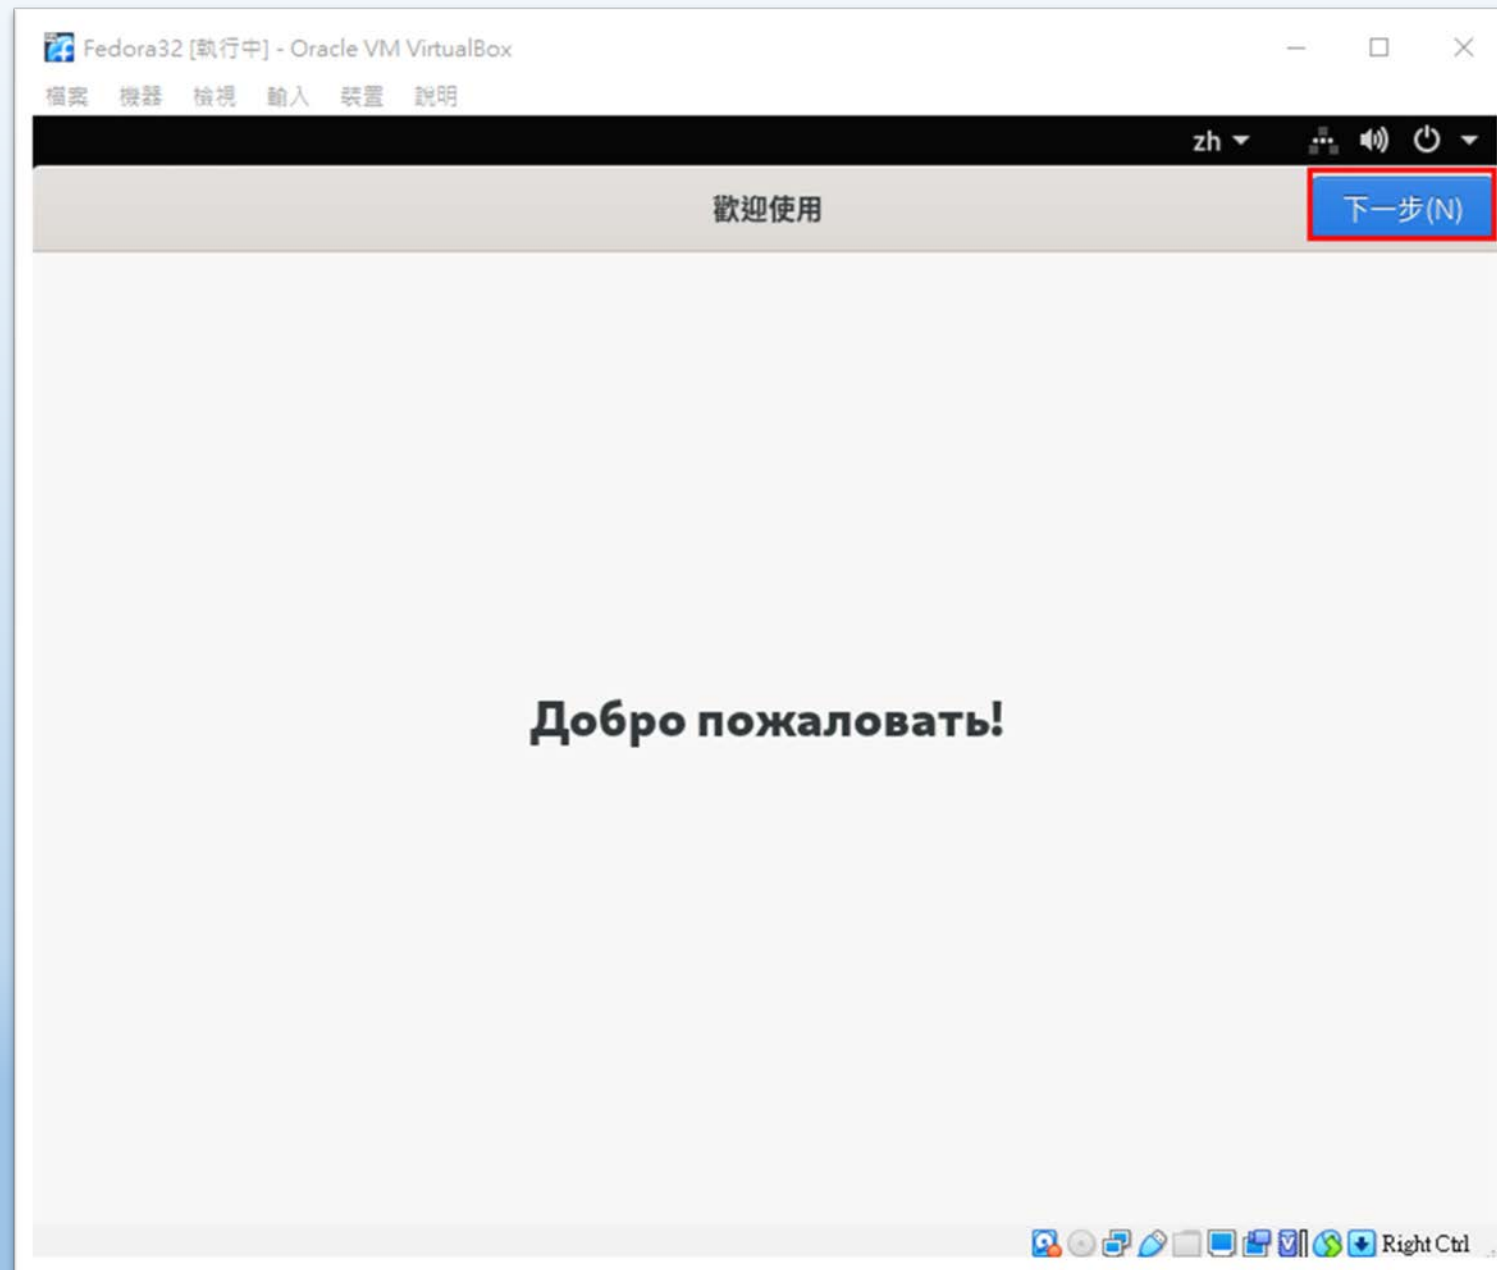 Fedora32 [執行中] - Oracle VM VirtualBox
檔案 機器 檢視 輸入 裝置 說明
zh
歡迎使用
下一步(N)
Добро пожаловать!
Right Ctrl